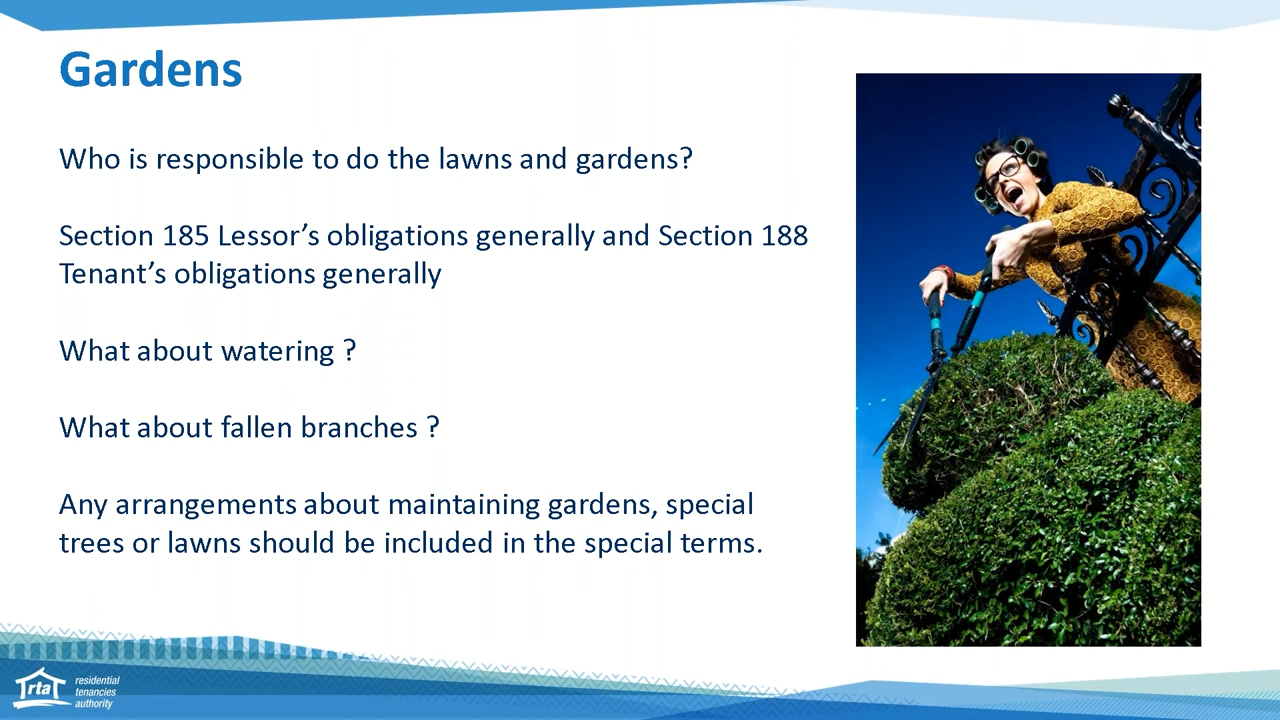 Gardens
Who is responsible to do the lawns and gardens?
Section 185 Lessor’s obligations generally and Section 188
Tenant’s obligations generally
What about watering ?
What about fallen branches ?
Any arrangements about maintaining gardens, special
trees or lawns should be included in the special terms.
rta
residential
tenancies
authority